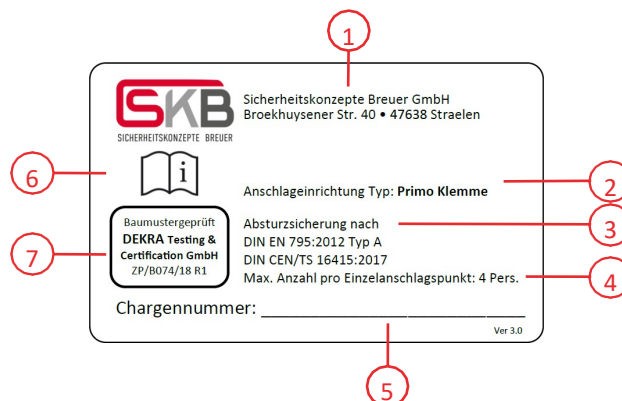 1
SKB
SICHERHEITSKONZEPTE BREUER
Sicherheitskonzepte Breuer GmbH
Broekhuysener Str. 40 • 47638 Straelen
6
i
Anschlageinrichtung Typ: Primo Klemme
2
7
Baumustergeprüft
DEKRA Testing &
Certification GmbH
ZP/B074/18 R1
Absturzsicherung nach
3
DIN EN 795:2012 Typ A
DIN CEN/TS 16415:2017
Max. Anzahl pro Einzelanschlagspunkt: 4 Pers.
4
Chargennummer: ____________________________
Ver 3.0
5